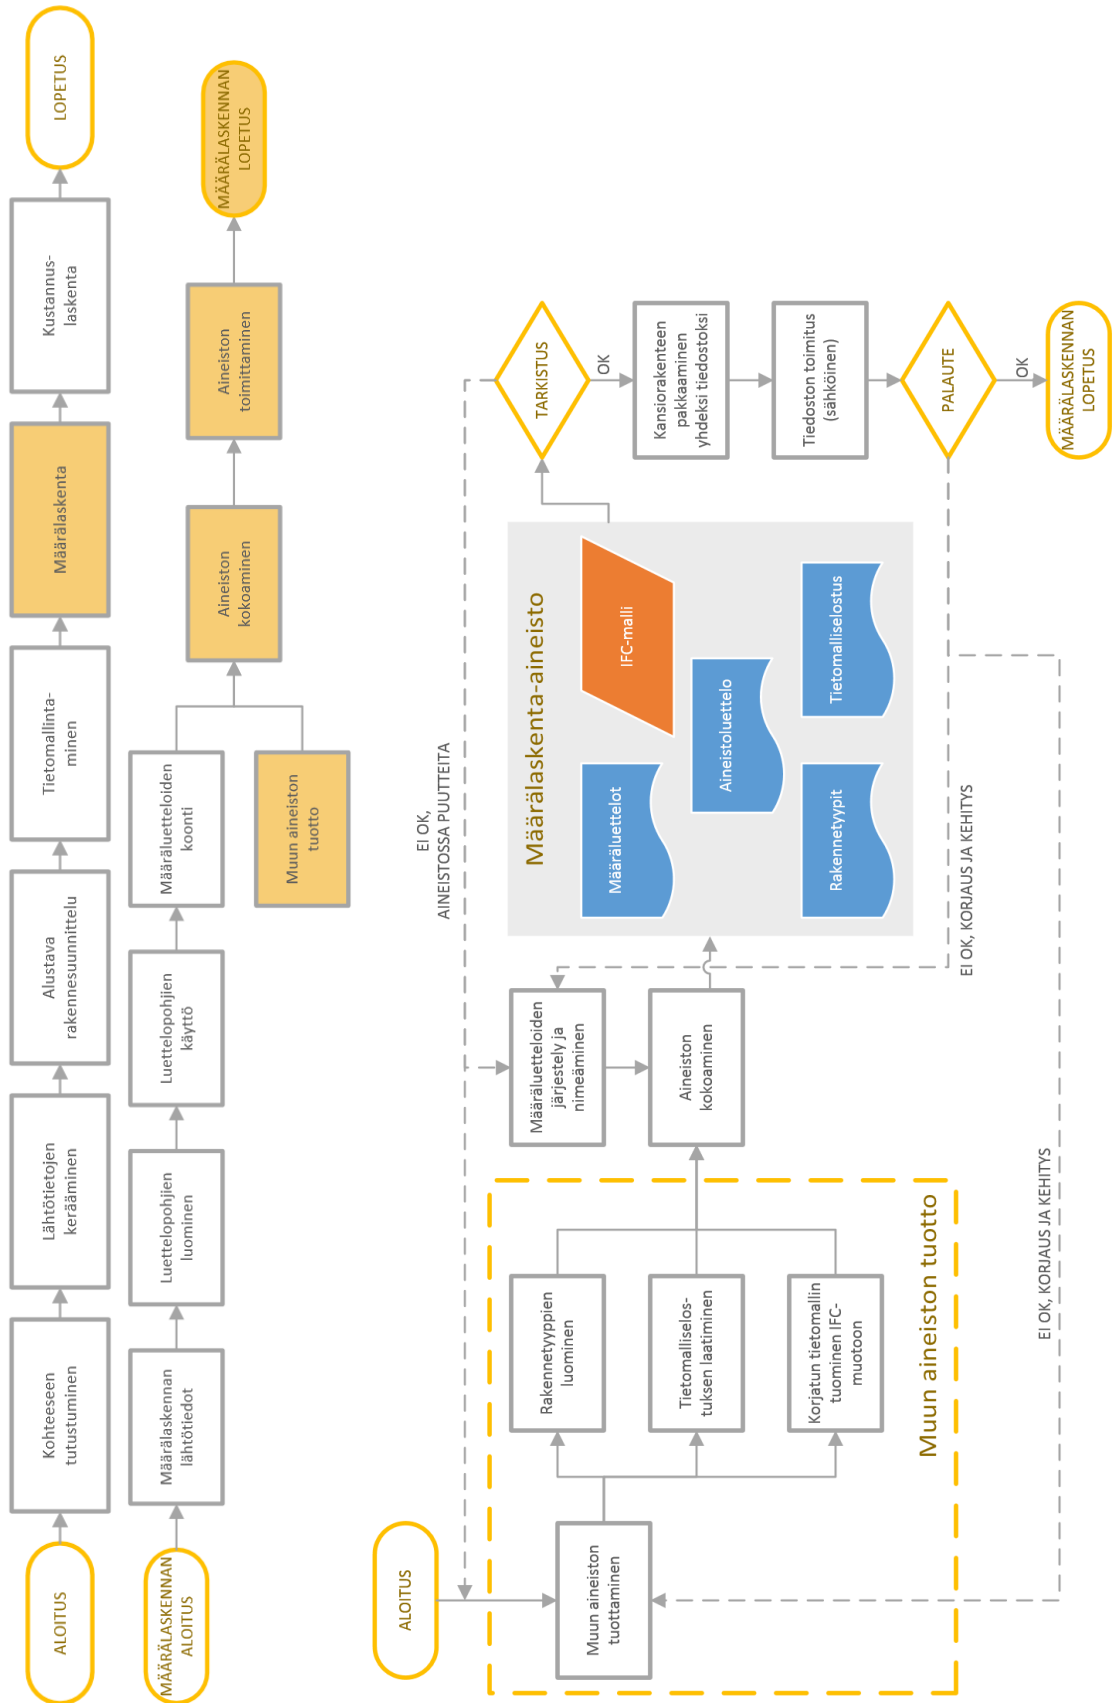 ALOITUS
Kohteeseen
tutustuminen
Lähtötietojen
kerääminen
Alustava
rakennesuunnittelu
Tietomallinta-
minen
Määrälaskenta
Kustannus-
laskenta
LOPETUS
MÄÄRÄLASKENNAN
ALOITUS
Määrälaskennan
lähtötiedot
Luettelopohjien
luominen
Luettelopohjien
käyttö
Määräluetteloiden
koonti
Muun aineiston
tuotto
Aineiston
kokoaminen
Aineiston
toimittaminen
MÄÄRÄLASKENNAN
LOPETUS
ALOITUS
EI OK,
AINEISTOSSA PUUTTEITA
Muun aineiston
tuottaminen
Rakennetyyppien
luominen
Tietomalliselos-
tuksen laatiminen
Korjatun tietomallin
tuominen IFC-
muotoon
Muun aineiston tuotto
Määräluetteloiden
järjestely ja
nimeäminen
Aineiston
kokoaminen
Määrälaskenta-aineisto
Määräluettelot
IFC-malli
Aineistoluettelo
Rakennetyypit
Tietomalliselostus
TARKISTUS
OK
Kansiorakenteen
pakkaaminen
yhdeksi tiedostoksi
Tiedoston toimitus
(sähköinen)
PALAUTE
OK
MÄÄRÄLASKENNAN
LOPETUS
EI OK, KORJAUS JA KEHITYS
EI OK, KORJAUS JA KEHITYS